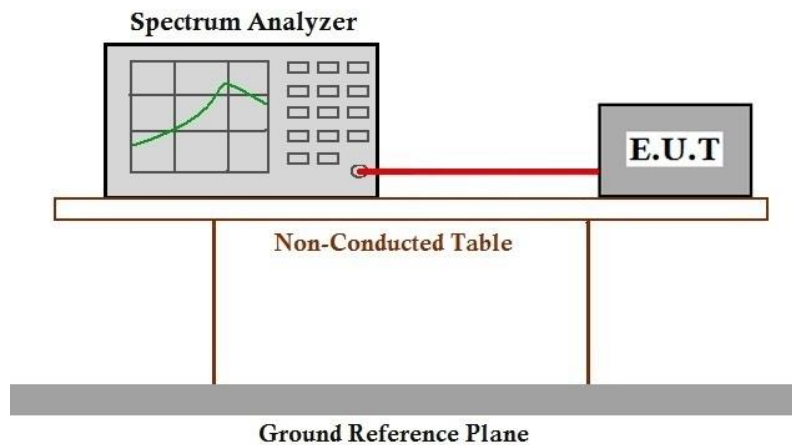 Spectrum Analyzer
E.U.T
Non-Conducted Table
Ground Reference Plane